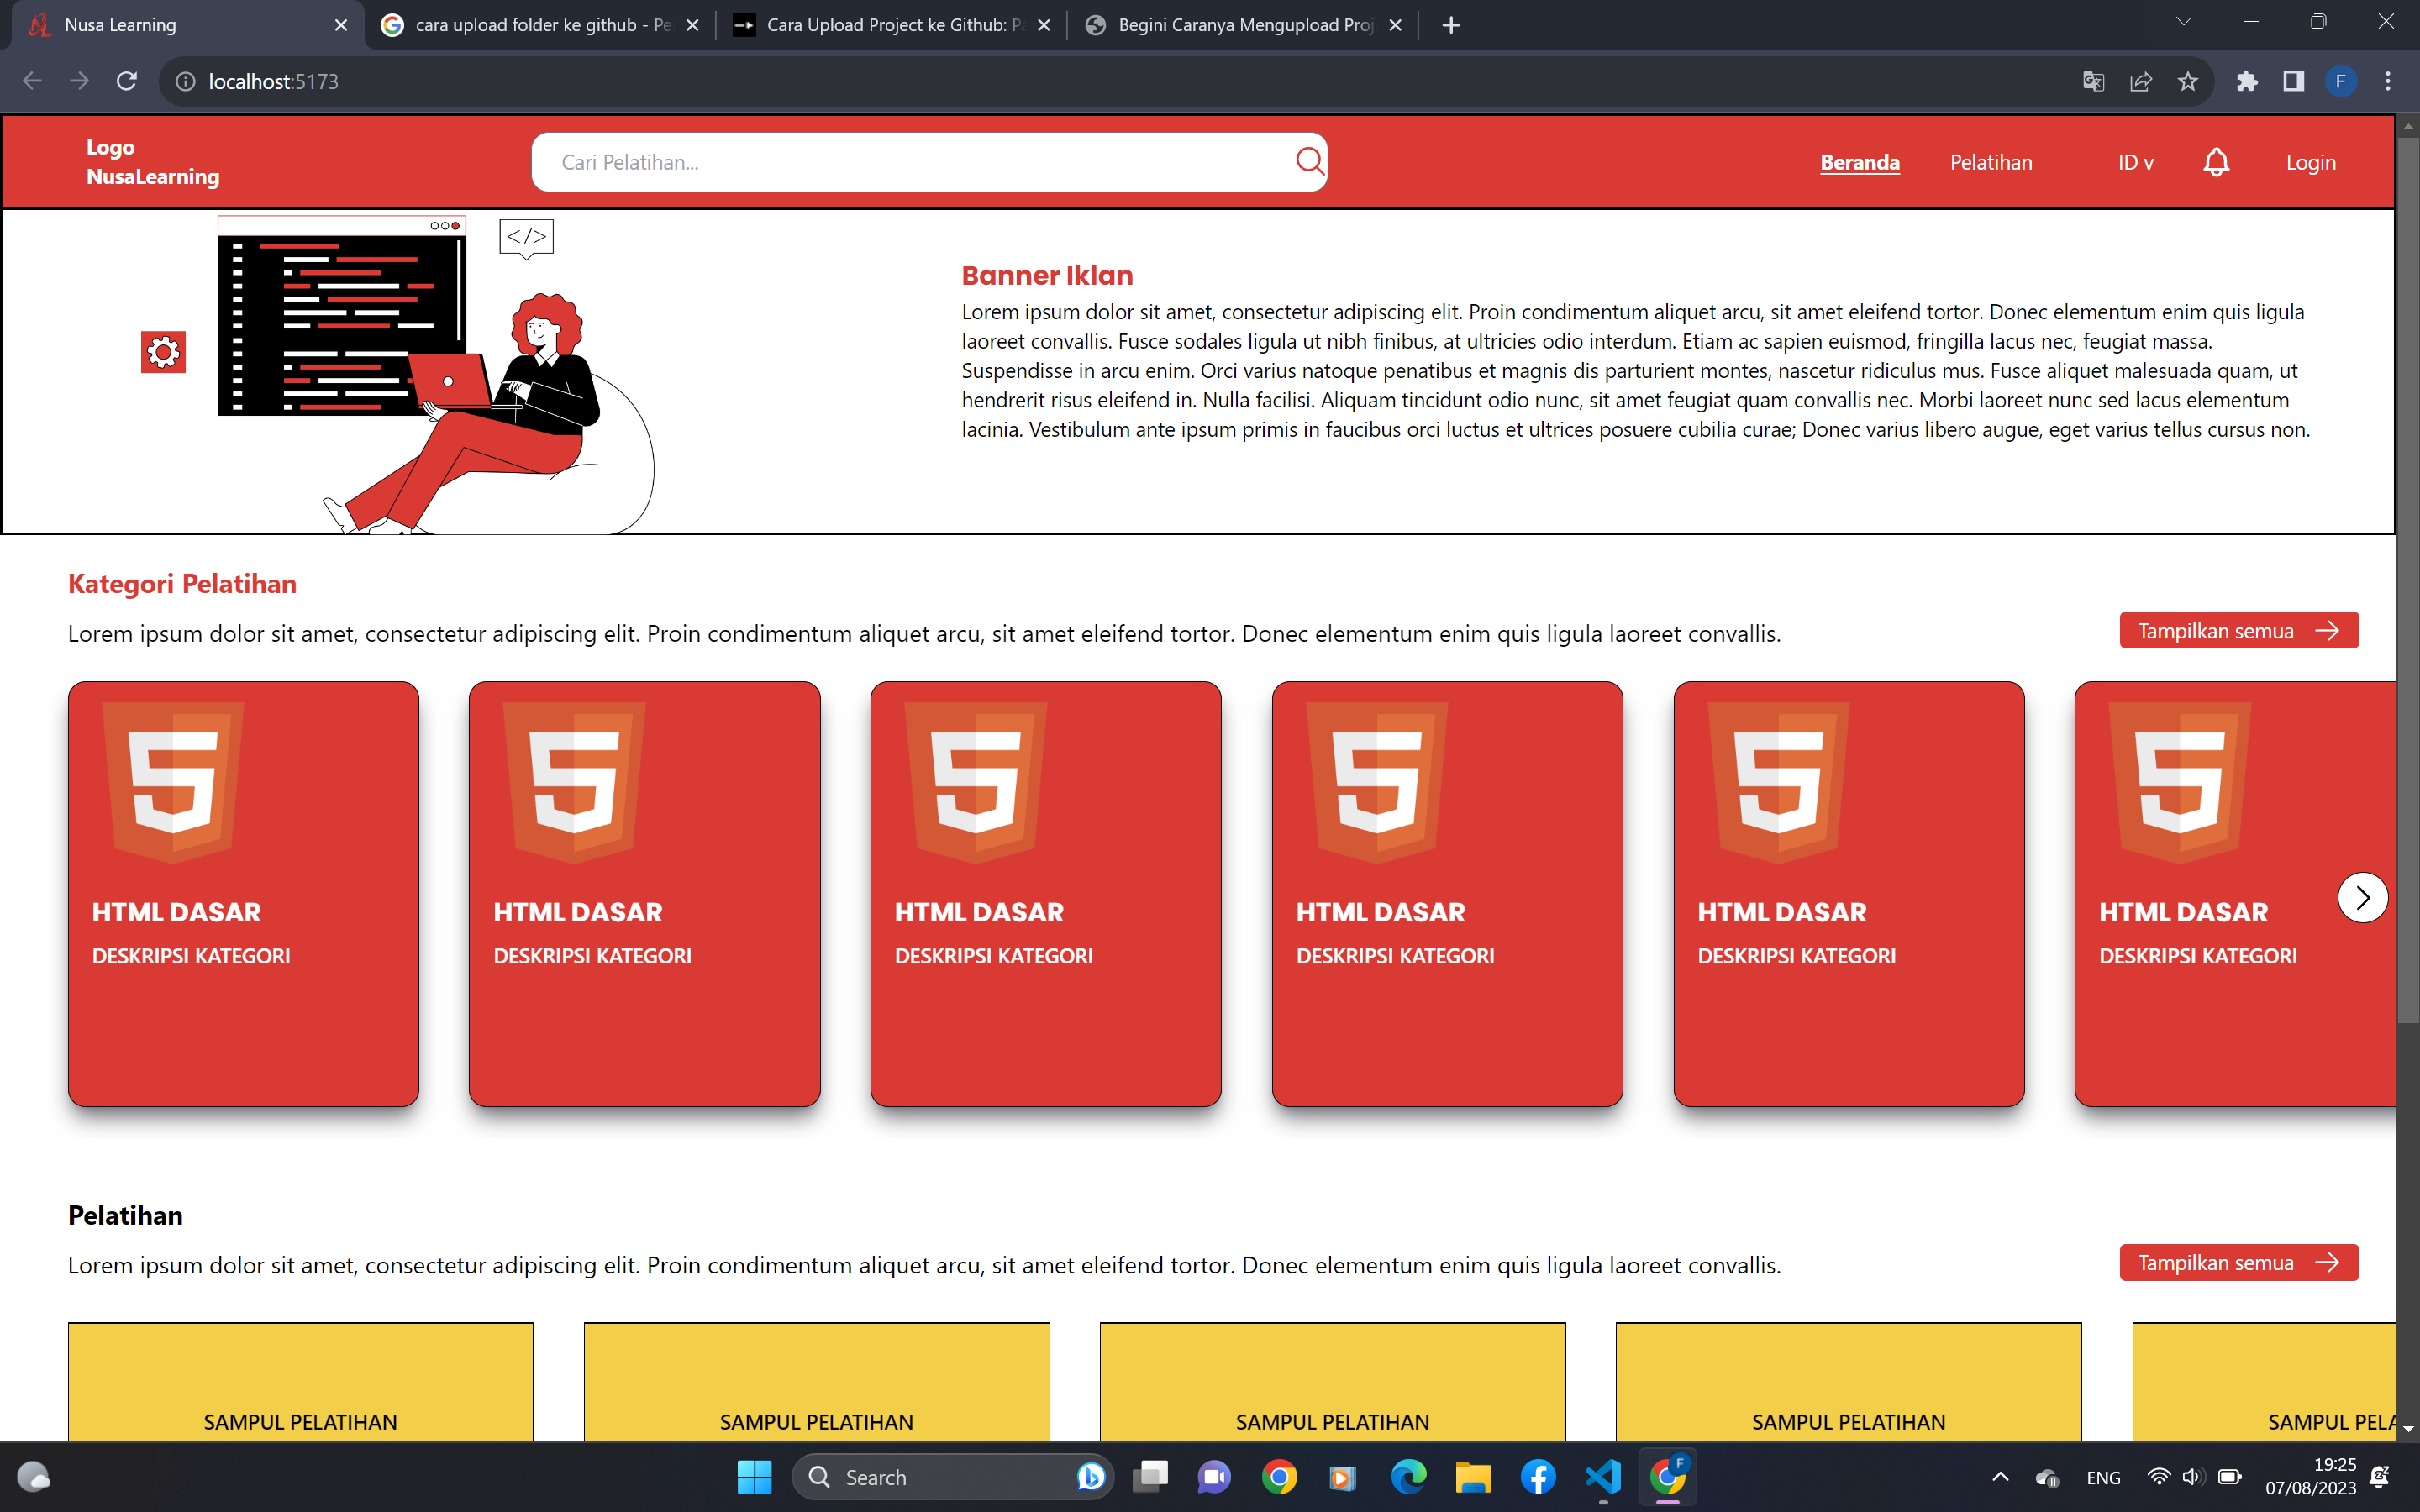 Nusa Learning
cara upload folder ke github - Pe
Cara Upload Project ke Github: Pa
Begini Caranya Mengupload Proj
localhost:5173
F
Logo
NusaLearning
Cari Pelatihan...
Beranda
Pelatihan
ID v
Login
</>
Banner Iklan
Lorem ipsum dolor sit amet, consectetur adipiscing elit. Proin condimentum aliquet arcu, sit amet eleifend tortor. Donec elementum enim quis ligula
laoreet convallis. Fusce sodales ligula ut nibh finibus, at ultricies odio interdum. Etiam ac sapien euismod, fringilla lacus nec, feugiat massa.
Suspendisse in arcu enim. Orci varius natoque penatibus et magnis dis parturient montes, nascetur ridiculus mus. Fusce aliquet malesuada quam, ut
hendrerit risus eleifend in. Nulla facilisi. Aliquam tincidunt odio nunc, sit amet feugiat quam convallis nec. Morbi laoreet nunc sed lacus elementum
lacinia. Vestibulum ante ipsum primis in faucibus orci luctus et ultrices posuere cubilia curae; Donec varius libero augue, eget varius tellus cursus non.
Kategori Pelatihan
Lorem ipsum dolor sit amet, consectetur adipiscing elit. Proin condimentum aliquet arcu, sit amet eleifend tortor. Donec elementum enim quis ligula laoreet convallis.
Tampilkan semua
HTML DASAR
DESKRIPSI KATEGORI
HTML DASAR
DESKRIPSI KATEGORI
HTML DASAR
DESKRIPSI KATEGORI
HTML DASAR
DESKRIPSI KATEGORI
HTML DASAR
DESKRIPSI KATEGORI
HTML DASAR
DESKRIPSI KATEGORI
Pelatihan
Lorem ipsum dolor sit amet, consectetur adipiscing elit. Proin condimentum aliquet arcu, sit amet eleifend tortor. Donec elementum enim quis ligula laoreet convallis.
Tampilkan semua
SAMPUL PELATIHAN
SAMPUL PELATIHAN
SAMPUL PELATIHAN
SAMPUL PELATIHAN
SAMPUL PELA
Search
F
ENG
19:25
07/08/2023